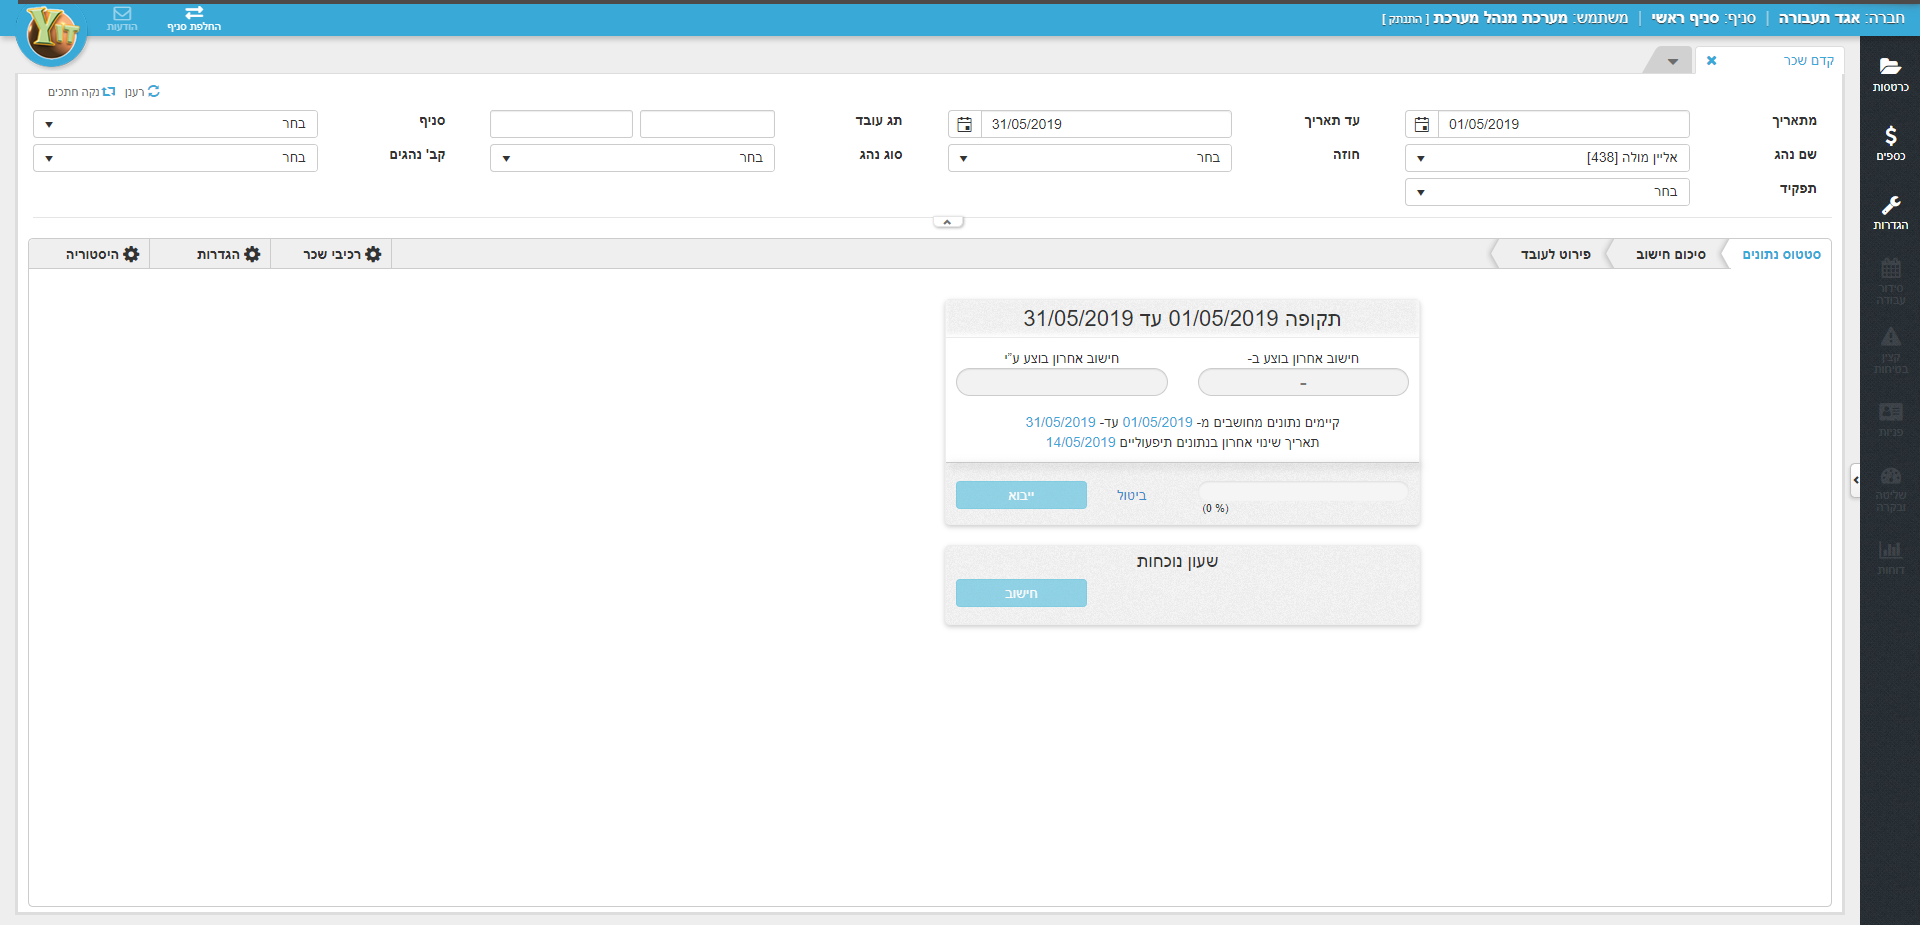 חברה: אגד תעבורה | סניף: סניף ראשי | משתמש: מערכת מנהל מערכת [ התנתק ]
החלפת סניף
הודעות
YIT
קדם שכר
רענן
נקה חתכים
מתאריך 01/05/2019 עד תאריך 31/05/2019 תג עובד סניף בחר
שם נהג אליין מולה [438] חוזה בחר סוג נהג בחר קב' נהגים בחר
תפקיד בחר
סטטוס נתונים סיכום חישוב פירוט לעובד רכיבי שכר הגדרות היסטוריה
תקופה 01/05/2019 עד 31/05/2019
חישוב אחרון בוצע ב- חישוב אחרון בוצע ע"י
–
קיימים נתונים מחושבים מ- 01/05/2019 עד- 31/05/2019
תאריך שינוי אחרון בנתונים תיפעוליים 14/05/2019
ביטול ייבוא
(0 %)
שעון נוכחות
חישוב
כרטסות
כספים
הגדרות
סידור
עבודה
קצין
בטיחות
פניות
שליטה
ובקרה
דוחות